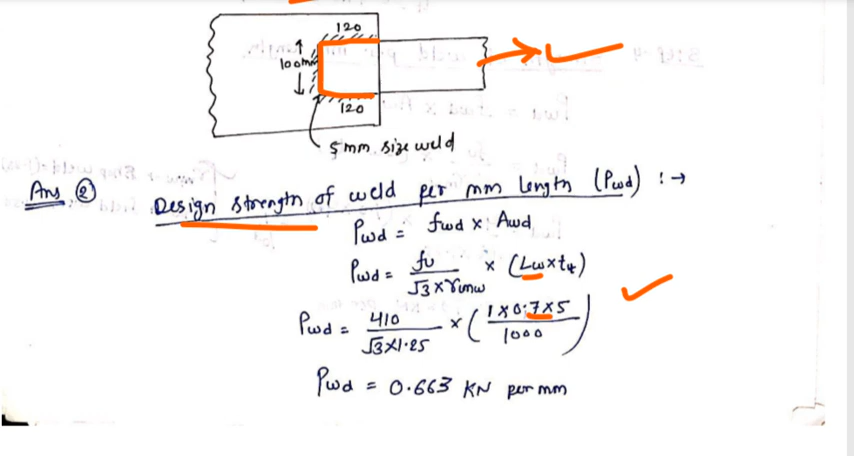 120
100mm
120
5mm size weld
Ans ② Design strength of weld per mm length (Pwd) :→
Pwd = fwd × Awd
Pwd = fu / √3×γmw × (Lw×tt)
Pwd = 410 / √3×1.25 × (1×0.7×5 / 1000)
Pwd = 0.663 KN per mm